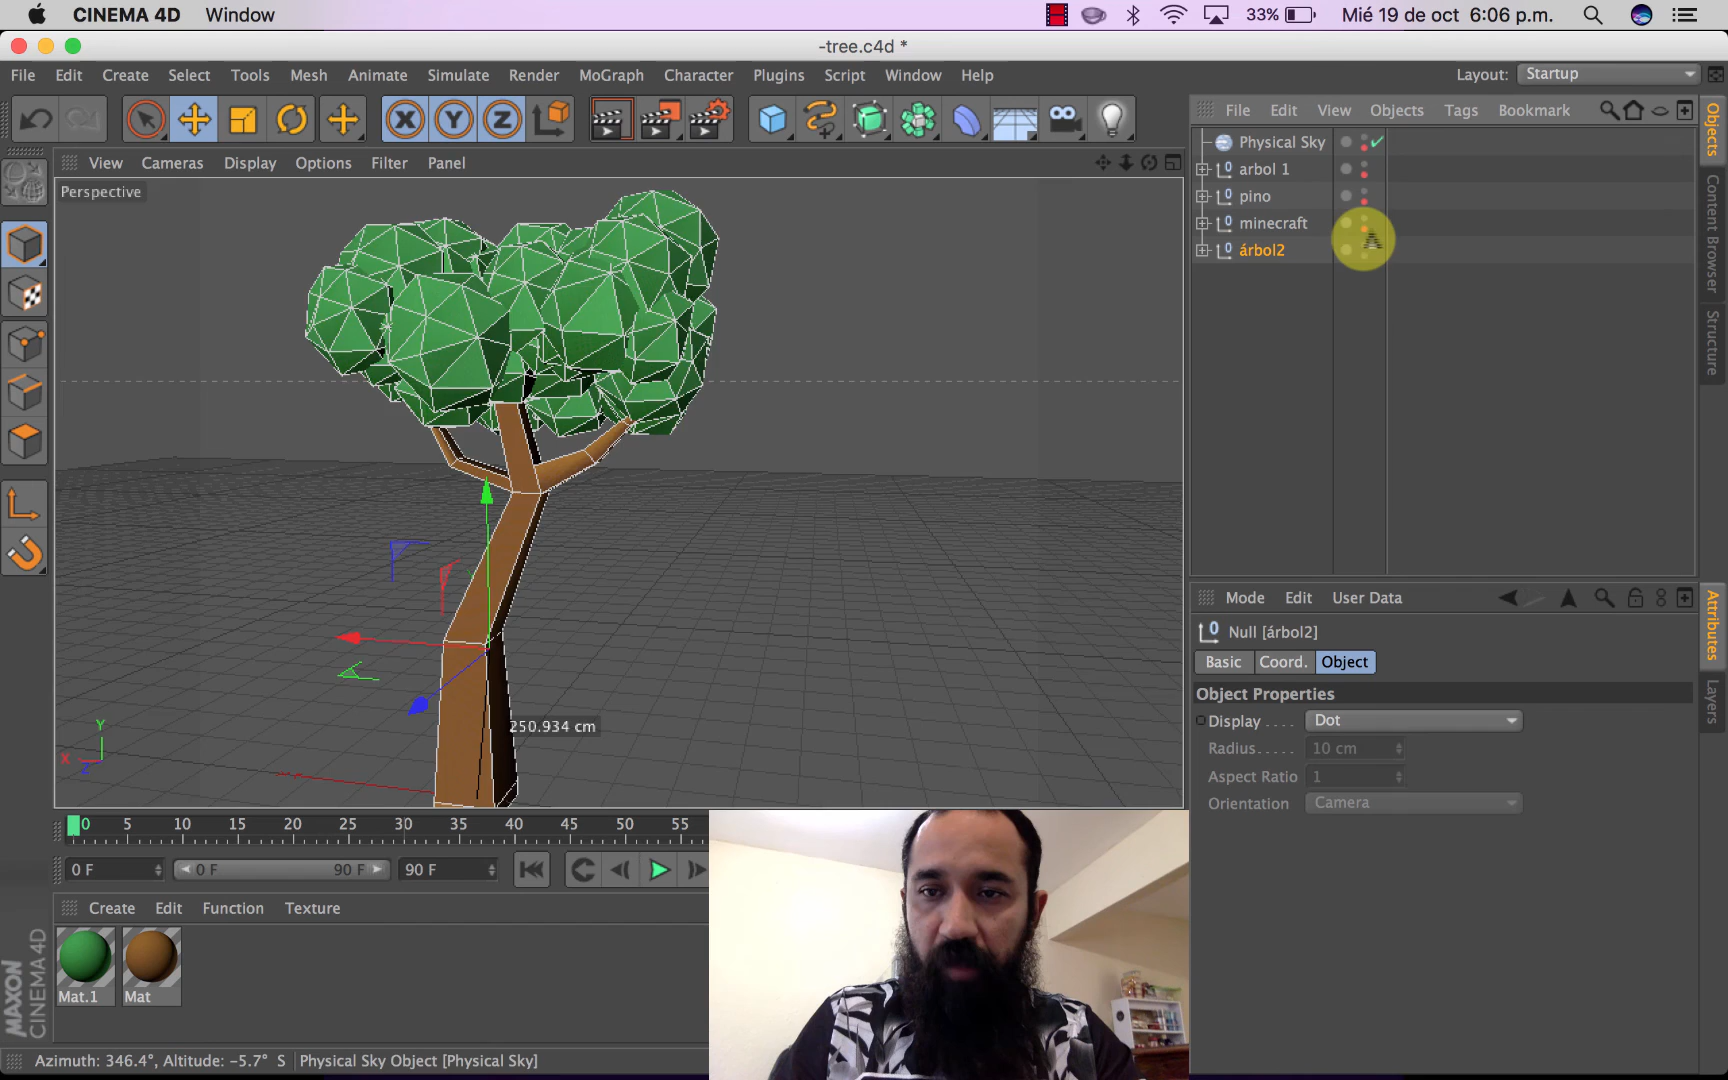 CINEMA 4D Window 33% Mié 19 de oct 6:06 p.m.
-tree.c4d *
File Edit Create Select Tools Mesh Animate Simulate Render MoGraph Character Plugins Script Window Help Layout: Startup
X Y Z
File Edit View Objects Tags Bookmark
View Cameras Display Options Filter Panel
Perspective
Physical Sky
arbol 1
pino
minecraft
árbol2
Objects
Content Browser
Structure
250.934 cm
Y
X
Z
Mode Edit User Data
Null [árbol2]
Basic Coord. Object
Object Properties
Display . . . . Dot
Radius. . . . . 10 cm
Aspect Ratio 1
Orientation Camera
Attributes
Layers
0 5 10 15 20 25 30 35 40 45 50 55
0 F 0 F 90 F 90 F
Create Edit Function Texture
Mat.1 Mat
MAXON
CINEMA 4D
Azimuth: 346.4°, Altitude: -5.7° S Physical Sky Object [Physical Sky]